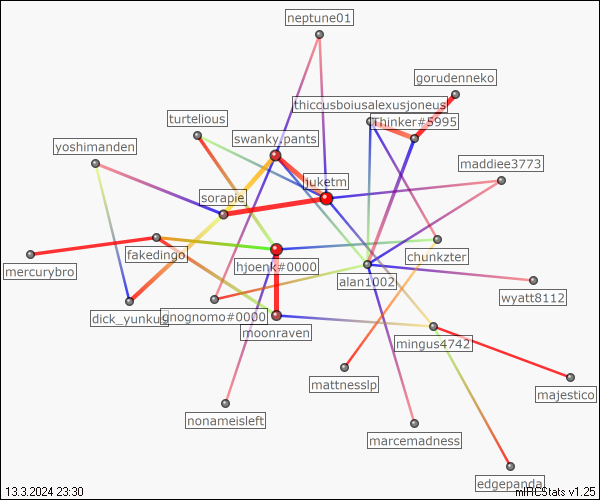 neptune01
gorudenneko
thiccusboiusalexusjoneus
Thinker#5995
turtelious
swanky.pants
yoshimanden
maddiee3773
juketm
sorapie
chunkzter
fakedingo
mercurybro
hjoenk#0000
alan1002
wyatt8112
dick_yunkus
gnognomo#0000
moonraven
mingus4742
mattnesslp
majestico
nonameisleft
marcemadness
edgepanda
13.3.2024 23:30
mIRCStats v1.25